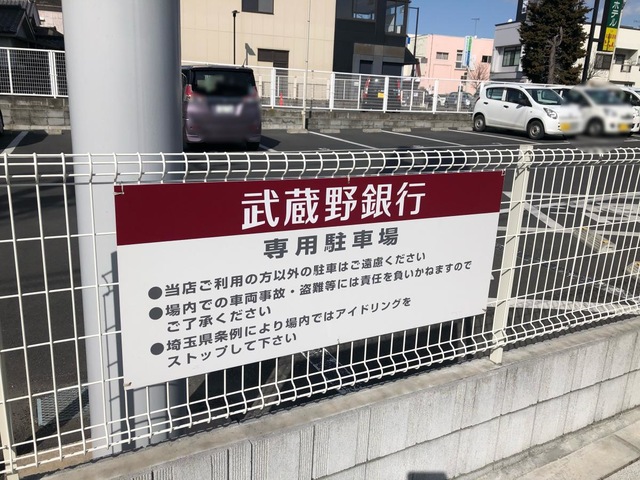 武蔵野銀行
専用駐車場
●当店ご利用の方以外の駐車はご遠慮ください
●場内での車両事故・盗難等には責任を負いかねますので
ご了承ください
●埼玉県条例により場内ではアイドリングを
ストップして下さい
ホテル